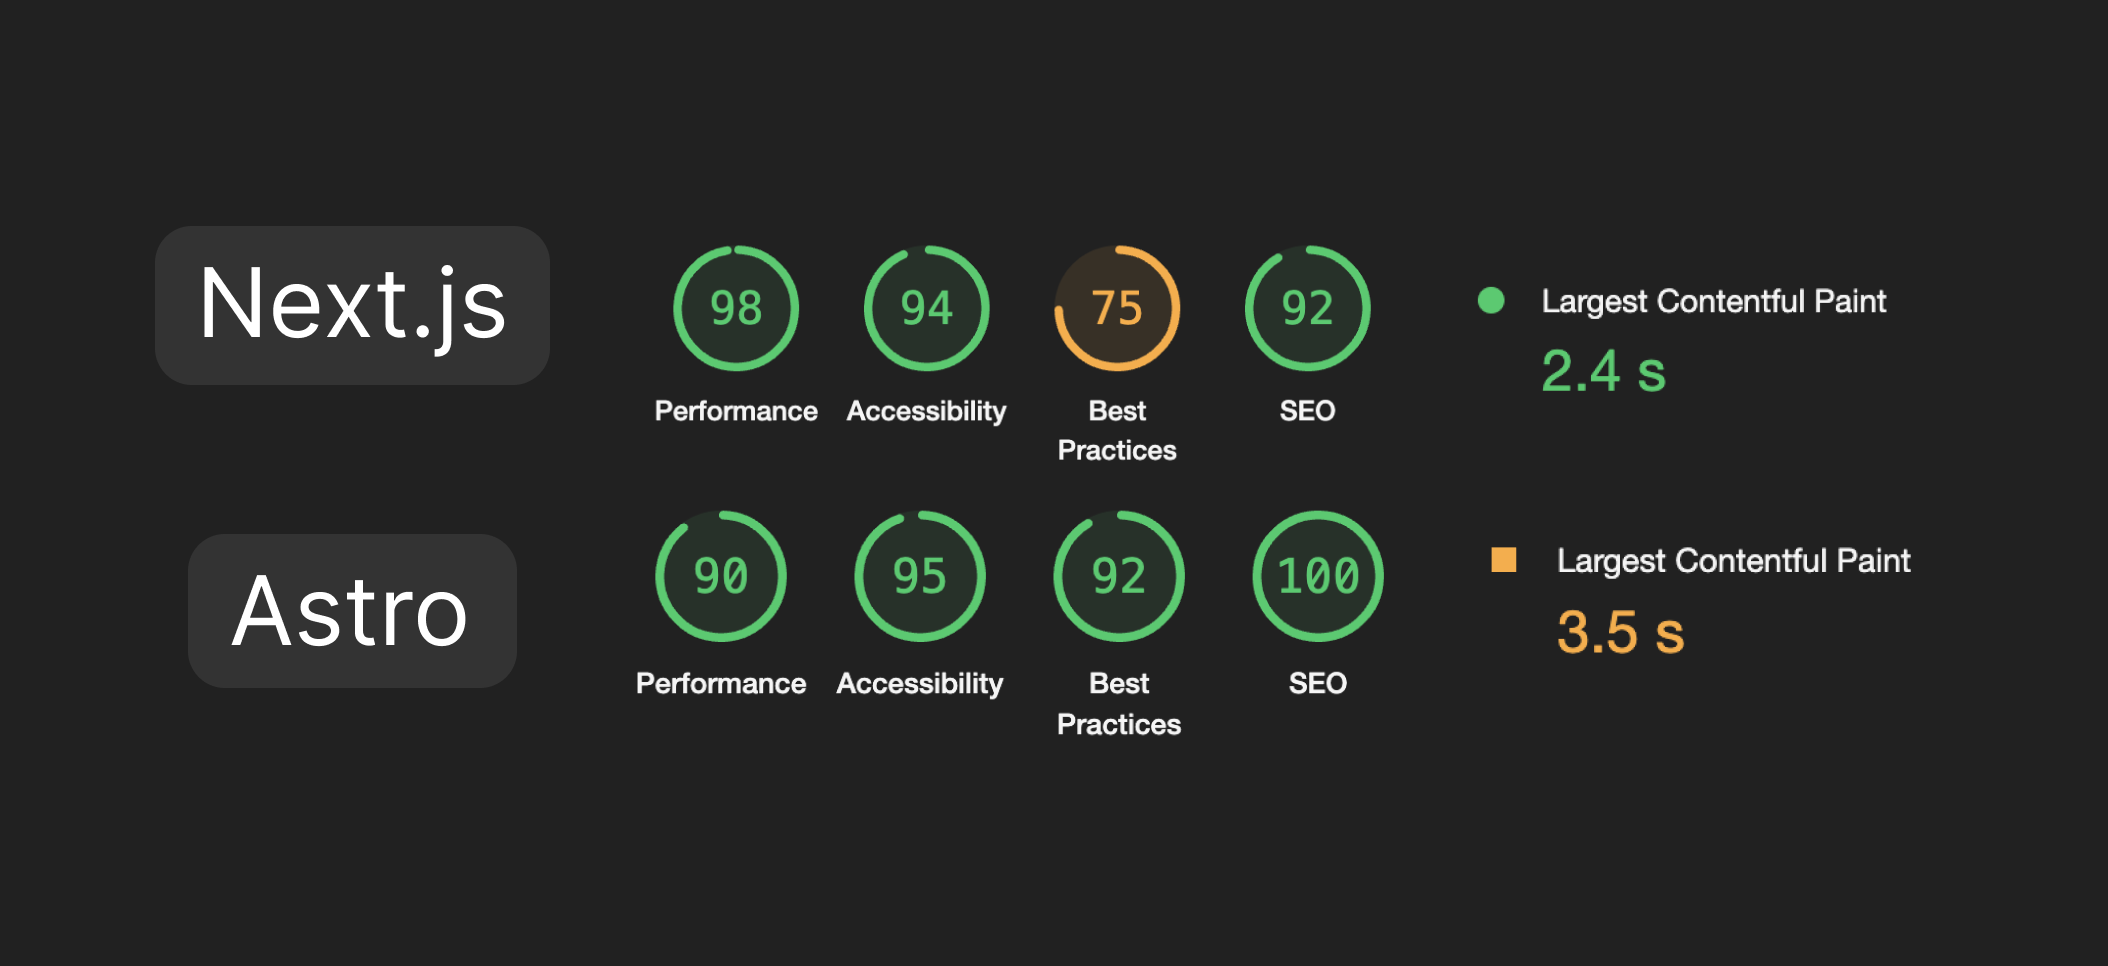 Next.js
98
94
75
92
Performance
Accessibility
Best
Practices
SEO
Largest Contentful Paint
2.4 s
Astro
90
95
92
100
Performance
Accessibility
Best
Practices
SEO
Largest Contentful Paint
3.5 s